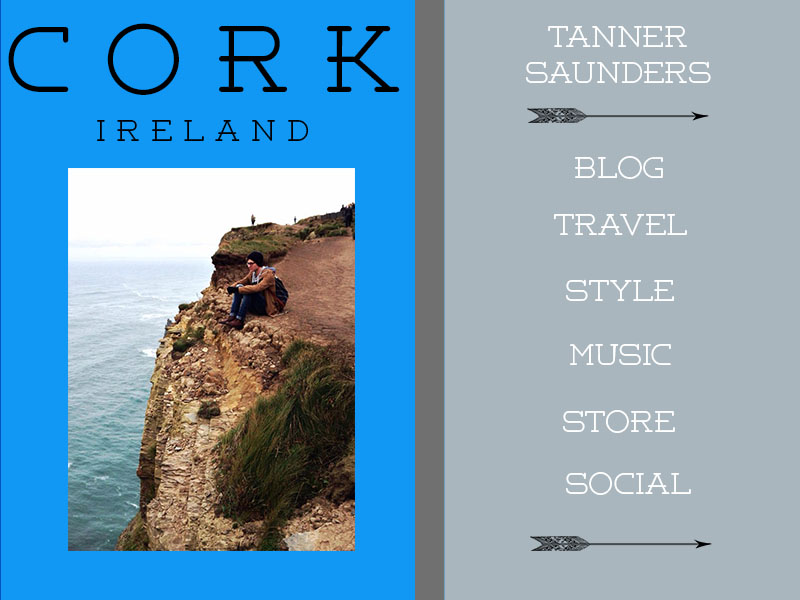 CORK
IRELAND
TANNER
SAUNDERS
BLOG
TRAVEL
STYLE
MUSIC
STORE
SOCIAL